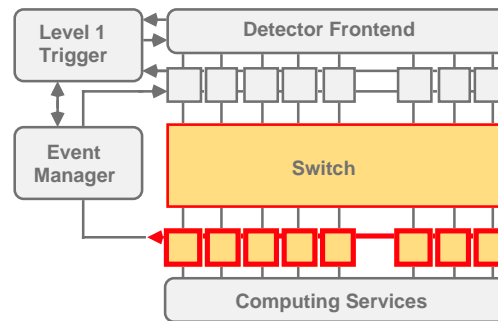 Level 1
Trigger
Detector Frontend
Event
Manager
Switch
Computing Services